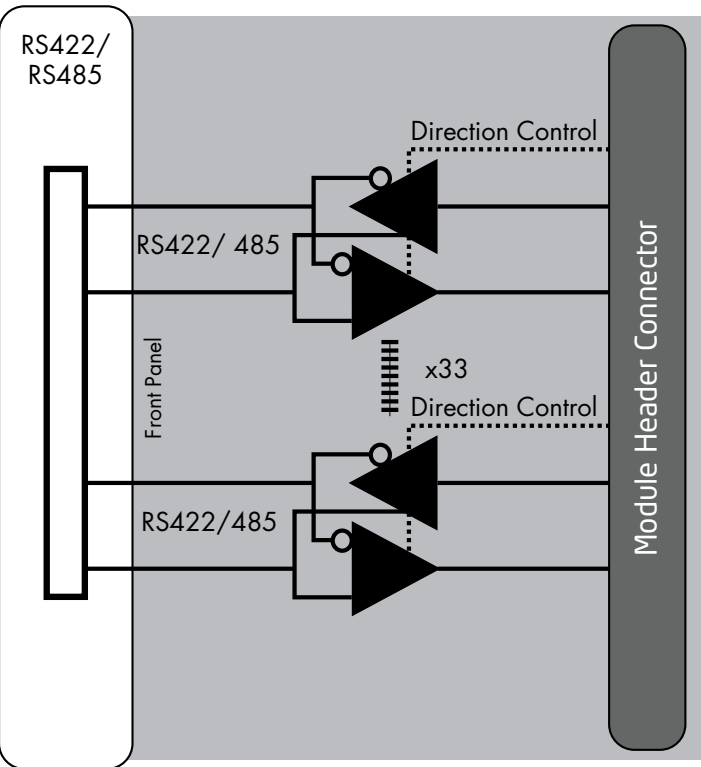 RS422/
RS485
Direction Control
RS422/ 485
Front Panel
x33
Direction Control
RS422/485
Module Header Connector